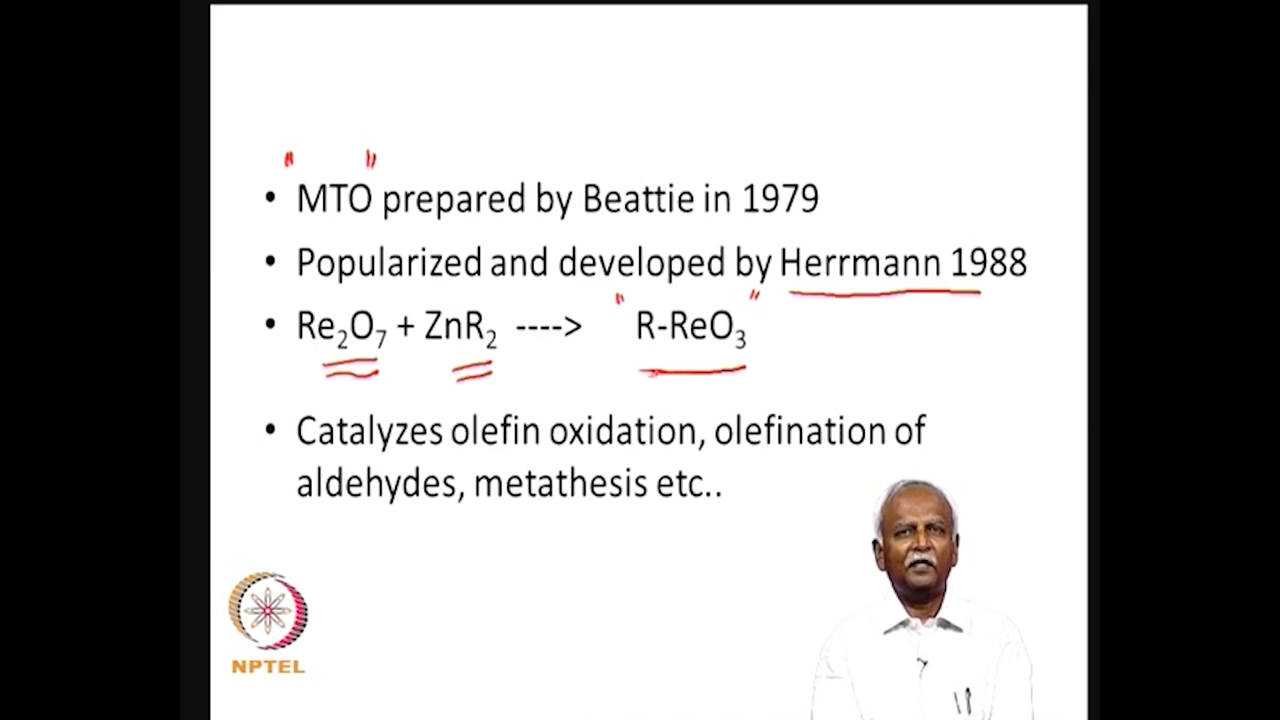 • "MTO" prepared by Beattie in 1979
• Popularized and developed by Herrmann 1988
• Re₂O₇ + ZnR₂ ----> "R-ReO₃"
• Catalyzes olefin oxidation, olefination of
aldehydes, metathesis etc..
NPTEL